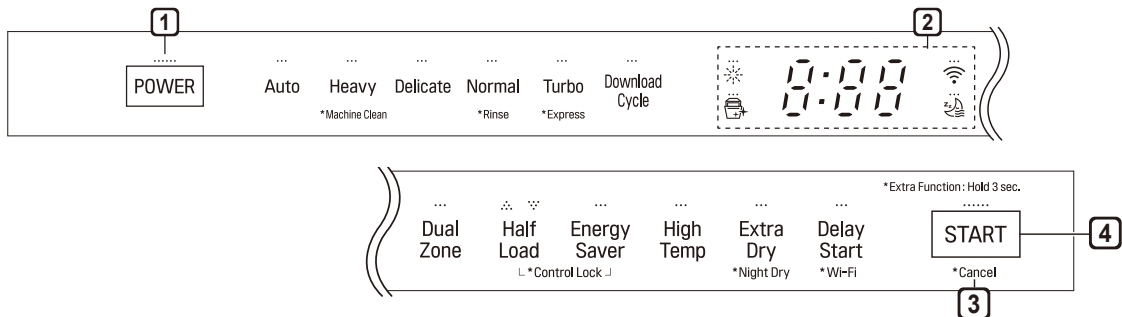 1
2
POWER
Auto
Heavy
*Machine Clean
Delicate
Normal
*Rinse
Turbo
*Express
Download
Cycle
8:88
*Extra Function : Hold 3 sec.
Dual
Zone
Half
Load
Energy
Saver
*Control Lock
High
Temp
Extra
Dry
*Night Dry
Delay
Start
*Wi-Fi
START
*Cancel
4
3